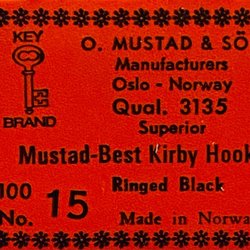 KEY
BRAND
O. MUSTAD & SÖ
Manufacturers
Oslo - Norway
Qual. 3135
Superior
Mustad-Best Kirby Hook
100 Ringed Black
No. 15 Made in Norwa